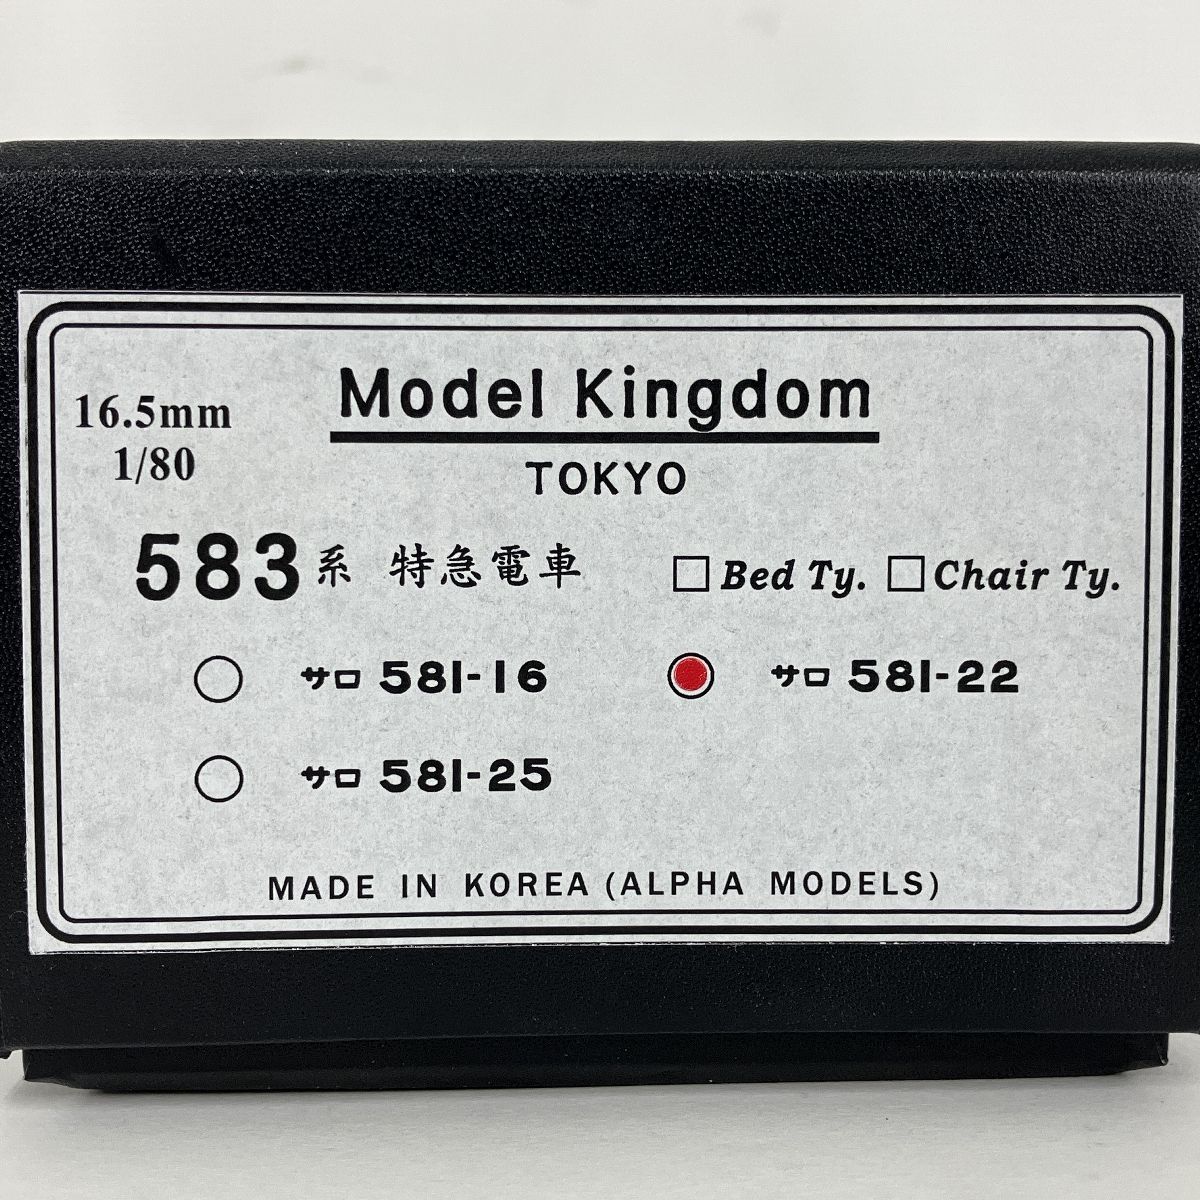 Model Kingdom
16.5mm
1/80
TOKYO
583系 特急電車 Bed Ty. Chair Ty.
サロ 581-16 サロ 581-22
サロ 581-25
MADE IN KOREA (ALPHA MODELS)